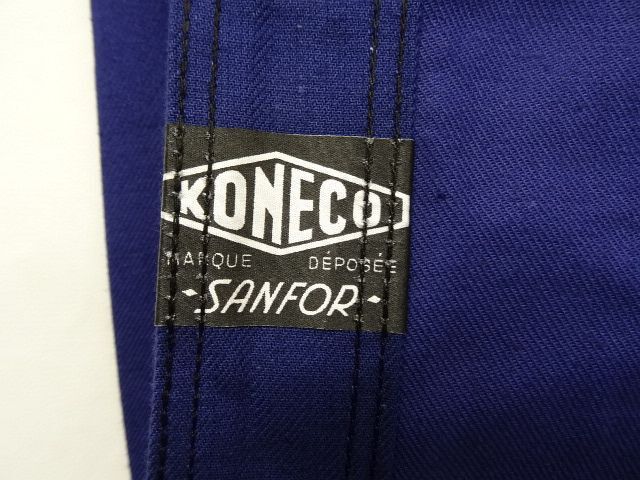 KONECO
MARQUE DÉPOSÉE
-SANFOR-